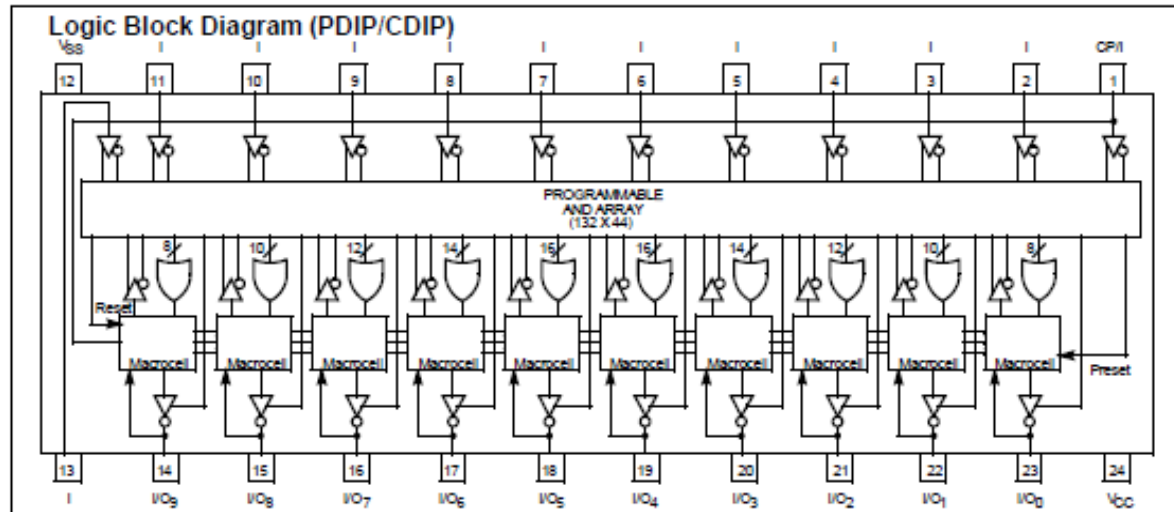 Logic Block Diagram (PDIP/CDIP)
VSS I I I I I I I I I I CP/I
12 11 10 9 8 7 6 5 4 3 2 1
PROGRAMMABLE
AND ARRAY
(132 X 44)
8 10 12 14 16 16 14 12 10 8
Reset
Macrocell Macrocell Macrocell Macrocell Macrocell Macrocell Macrocell Macrocell Macrocell Macrocell
Preset
13 14 15 16 17 18 19 20 21 22 23 24
I I/O9 I/O8 I/O7 I/O6 I/O5 I/O4 I/O3 I/O2 I/O1 I/O0 VCC